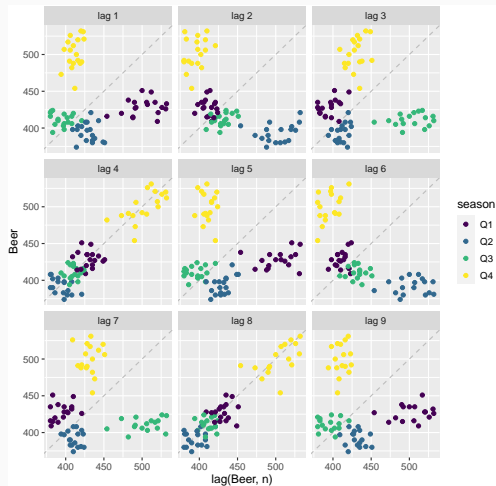 lag 1
lag 2
lag 3
500
450
400
lag 4
lag 5
lag 6
Beer
500
450
400
season
Q1
Q2
Q3
Q4
lag 7
lag 8
lag 9
500
450
400
400 450 500
400 450 500
400 450 500
lag(Beer, n)